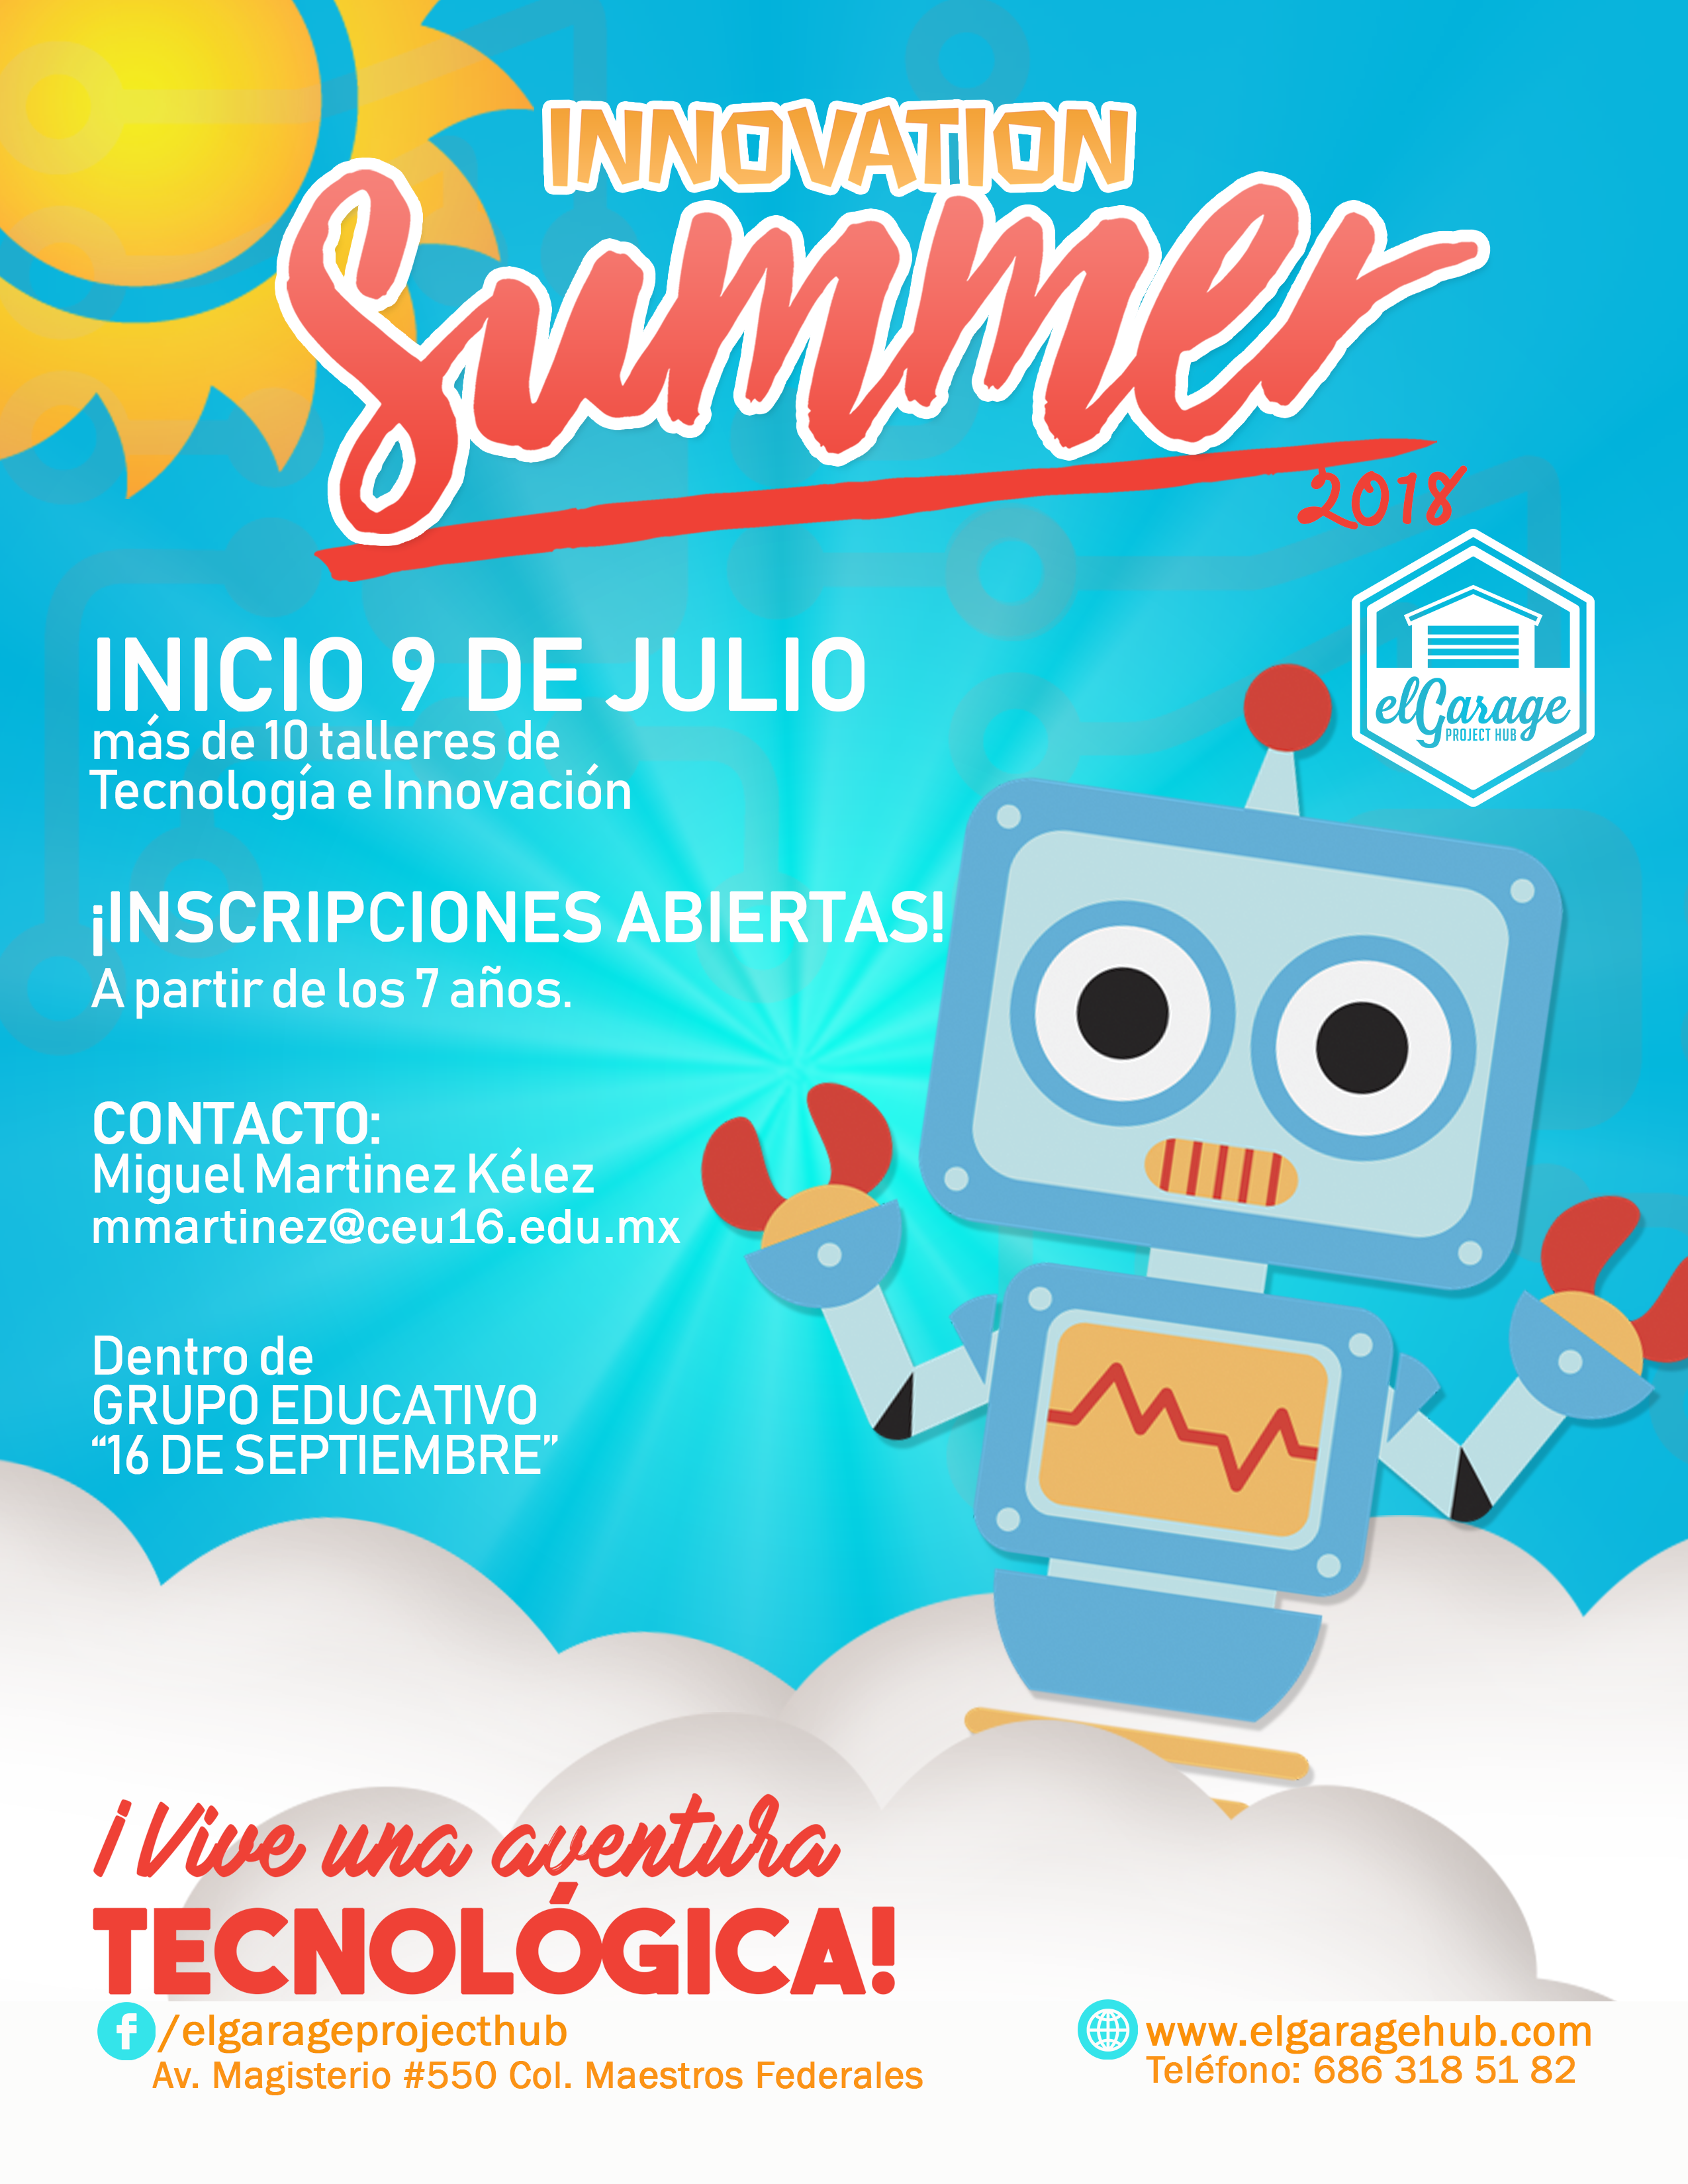 INNOVATION
Summer
2018
elGarage
PROJECT HUB
INICIO 9 DE JULIO
más de 10 talleres de
Tecnología e Innovación
¡INSCRIPCIONES ABIERTAS!
A partir de los 7 años.
CONTACTO:
Miguel Martinez Kélez
mmartinez@ceu16.edu.mx
Dentro de
GRUPO EDUCATIVO
“16 DE SEPTIEMBRE”
¡Vive una aventura
TECNOLÓGICA!
f /elgarageprojecthub
Av. Magisterio #550 Col. Maestros Federales
www.elgaragehub.com
Teléfono: 686 318 51 82